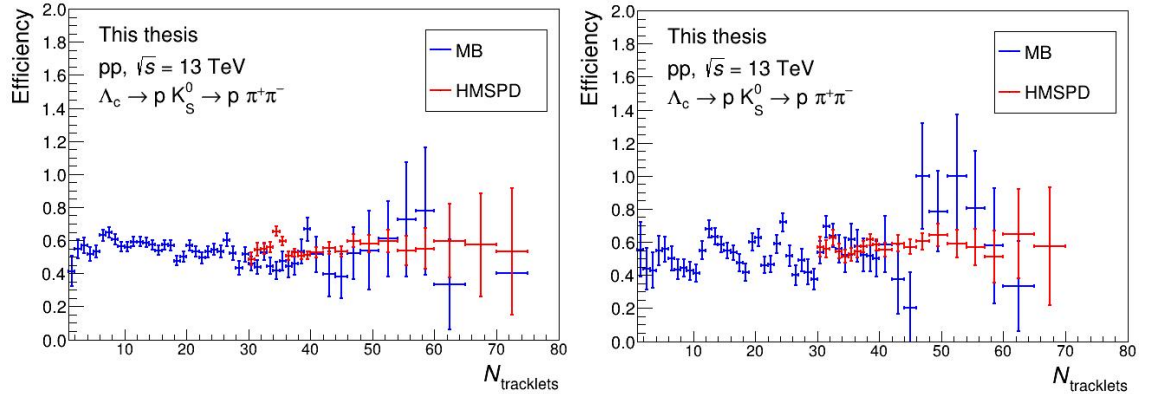 Efficiency
2.0
1.8
1.6
1.4
1.2
1.0
0.8
0.6
0.4
0.2
0.0
This thesis
pp, √s = 13 TeV
Λc → p K⁰S → p π⁺π⁻
MB
HMSPD
10 20 30 40 50 60 70 80
Ntracklets
Efficiency
2.0
1.8
1.6
1.4
1.2
1.0
0.8
0.6
0.4
0.2
0.0
This thesis
pp, √s = 13 TeV
Λc → p K⁰S → p π⁺π⁻
MB
HMSPD
10 20 30 40 50 60 70 80
Ntracklets